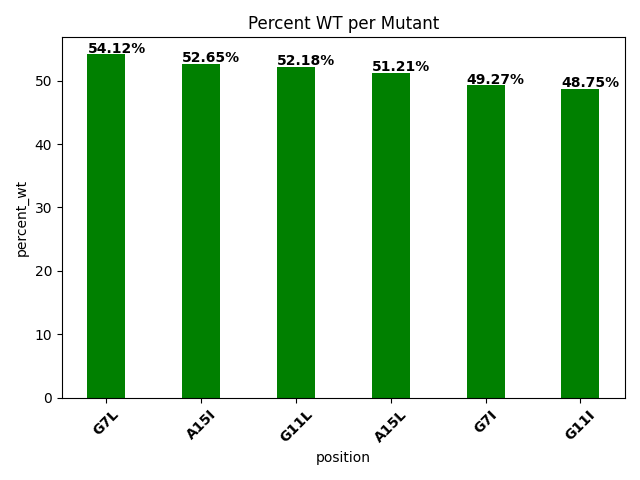 Percent WT per Mutant
54.12%
52.65%
52.18%
51.21%
49.27%
48.75%
percent_wt
50
40
30
20
10
0
G7L
A15I
G11L
A15L
G7I
G11I
position